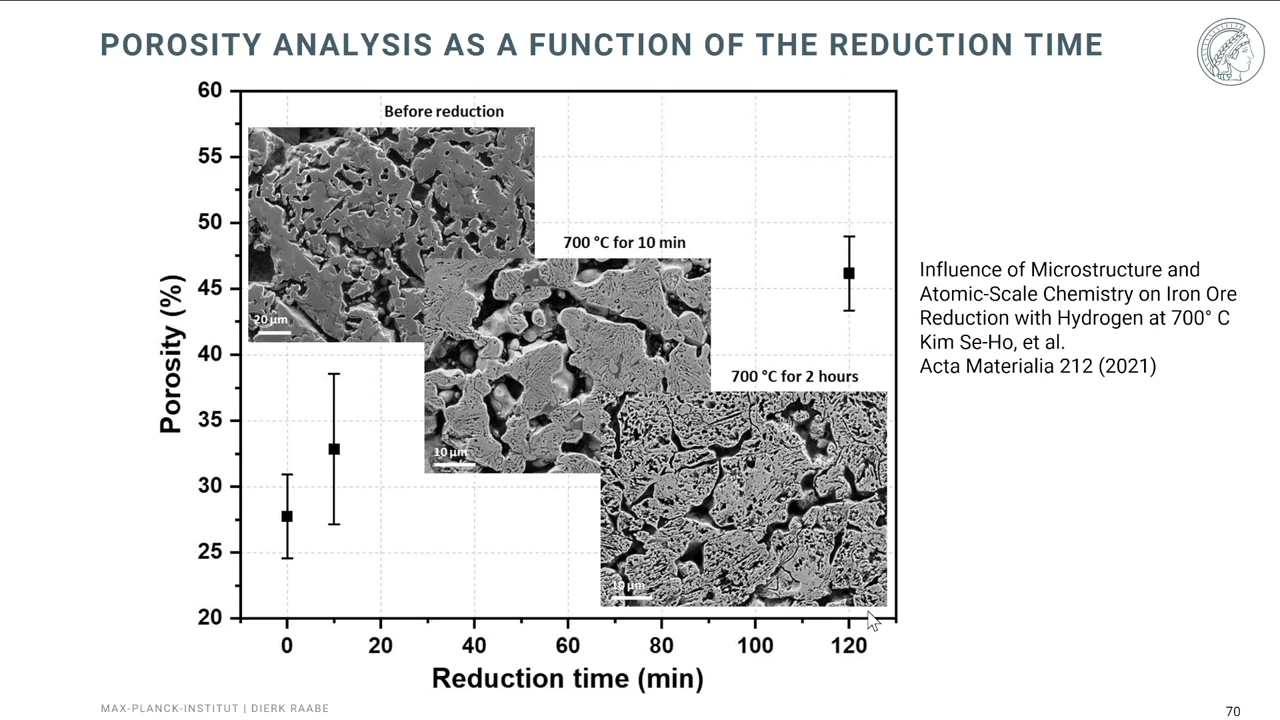 POROSITY ANALYSIS AS A FUNCTION OF THE REDUCTION TIME
60
55
50
45
40
35
30
25
20
Porosity (%)
Before reduction
20 µm
700 °C for 10 min
10 µm
700 °C for 2 hours
10 µm
0 20 40 60 80 100 120
Reduction time (min)
Influence of Microstructure and
Atomic-Scale Chemistry on Iron Ore
Reduction with Hydrogen at 700° C
Kim Se-Ho, et al.
Acta Materialia 212 (2021)
MAX-PLANCK-INSTITUT | DIERK RAABE
70